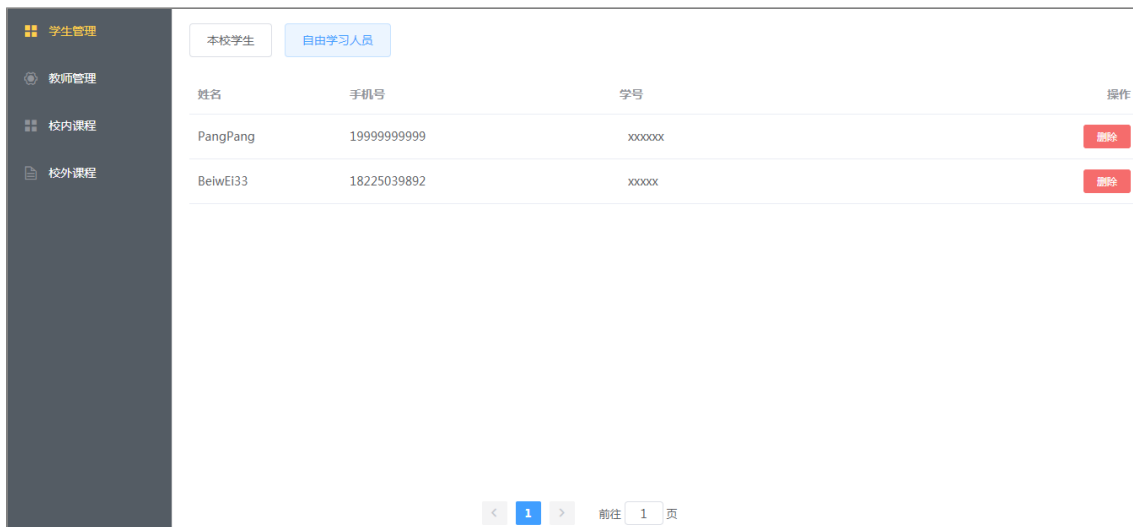 学生管理
教师管理
校内课程
校外课程
本校学生 自由学习人员
姓名 手机号 学号 操作
PangPang 19999999999 xxxxxx 删除
BeiwEi33 18225039892 xxxxx 删除
< 1 > 前往 1 页